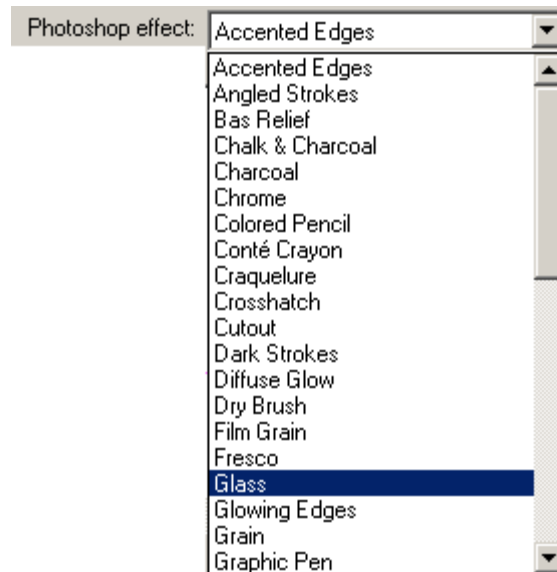 Photoshop effect: Accented Edges
Accented Edges
Angled Strokes
Bas Relief
Chalk & Charcoal
Charcoal
Chrome
Colored Pencil
Conté Crayon
Craquelure
Crosshatch
Cutout
Dark Strokes
Diffuse Glow
Dry Brush
Film Grain
Fresco
Glass
Glowing Edges
Grain
Graphic Pen